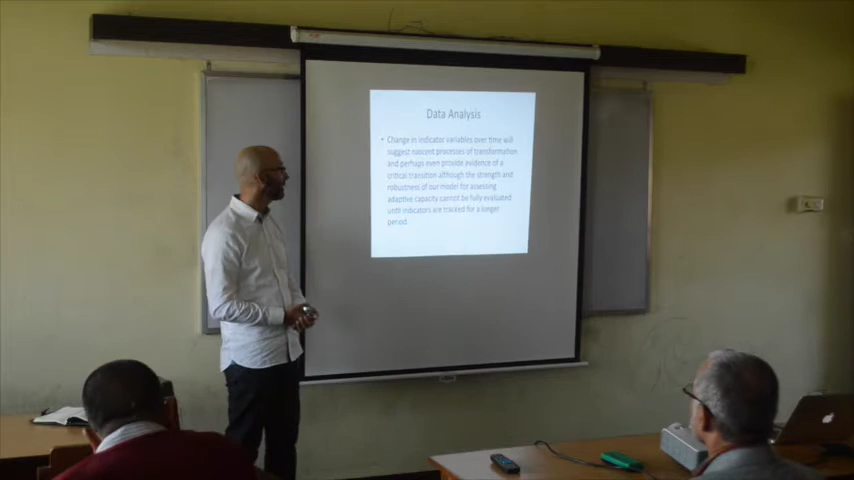 Data Analysis
• Change in indicator variables over time will
suggest nascent processes of transformation
and perhaps even provide evidence of a
critical transition although the strength and
robustness of our model for assessing
adaptive capacity cannot be fully evaluated
until indicators are tracked for a longer
period.